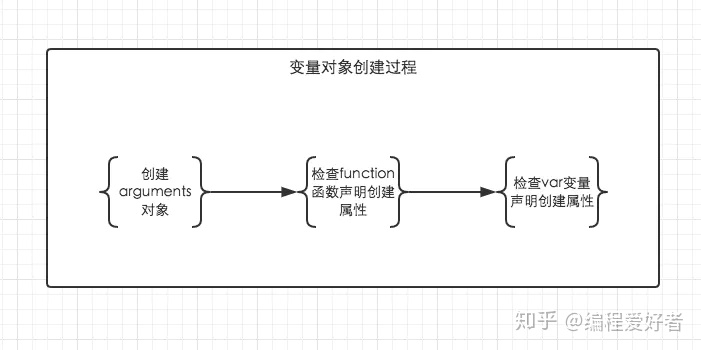 变量对象创建过程
创建
arguments
对象
检查function
函数声明创建
属性
检查var变量
声明创建属性
知乎 @编程爱好者